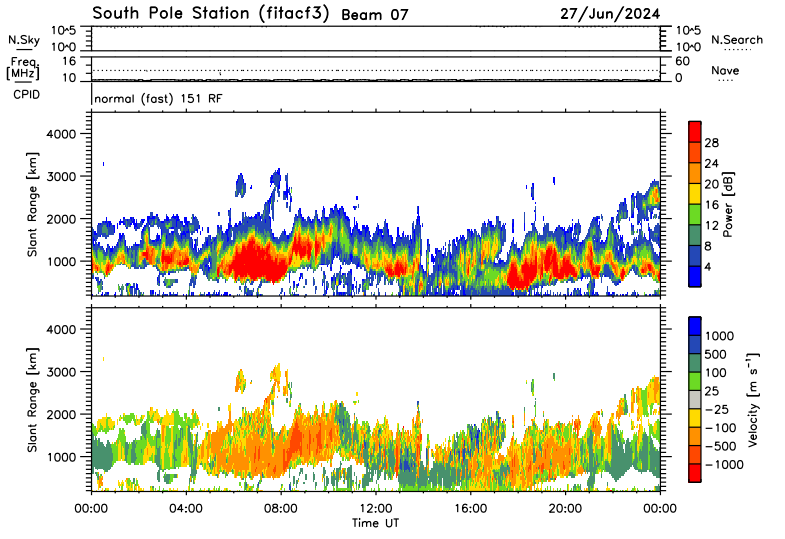 South Pole Station (fitacf3) Beam 07 27/Jun/2024
N.Sky 10^5 10^0 10^5 10^0 N.Search
Freq. [MHz] 16 10 60 0 Nave
CPID normal (fast) 151 RF
Slant Range [km]
4000
3000
2000
1000
28
24
20
16
12
8
4
Power [dB]
Slant Range [km]
4000
3000
2000
1000
1000
500
100
25
−25
−100
−500
−1000
Velocity [m s⁻¹]
00:00 04:00 08:00 12:00 16:00 20:00 00:00
Time UT